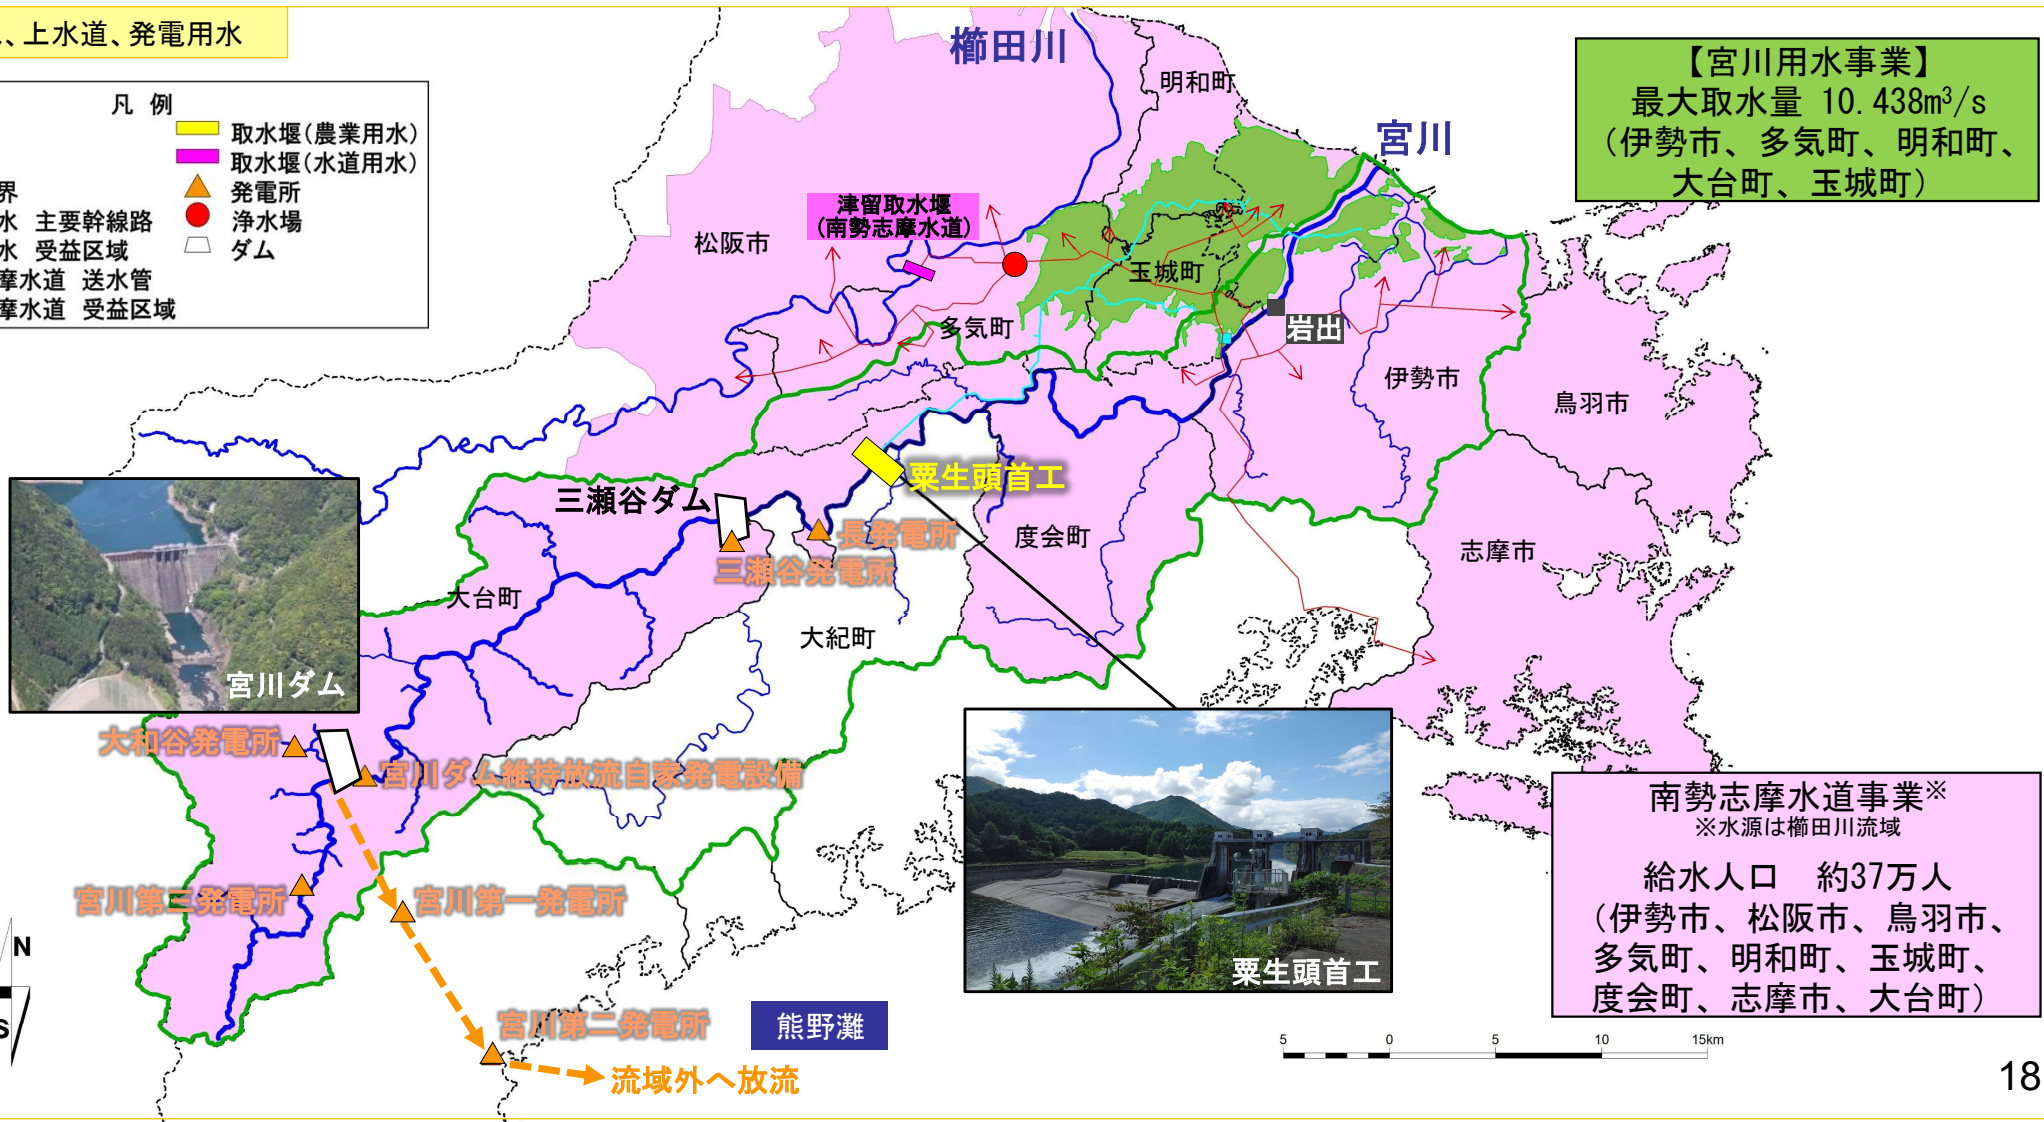 、上水道、発電用水
凡 例
取水堰(農業用水)
取水堰(水道用水)
界
発電所
水 主要幹線路
浄水場
水 受益区域
ダム
摩水道 送水管
摩水道 受益区域
櫛田川
明和町
宮川
【宮川用水事業】
最大取水量 10.438m³/s
(伊勢市、多気町、明和町、
大台町、玉城町)
津留取水堰
(南勢志摩水道)
松阪市
玉城町
多気町
岩出
伊勢市
鳥羽市
粟生頭首工
三瀬谷ダム
長発電所
三瀬谷発電所
度会町
志摩市
大台町
大紀町
宮川ダム
大和谷発電所
宮川ダム維持放流自家発電設備
宮川第三発電所
宮川第一発電所
宮川第二発電所
熊野灘
流域外へ放流
粟生頭首工
南勢志摩水道事業※
※水源は櫛田川流域
給水人口 約37万人
(伊勢市、松阪市、鳥羽市、
多気町、明和町、玉城町、
度会町、志摩市、大台町)
N
S
5 0 5 10 15km
18